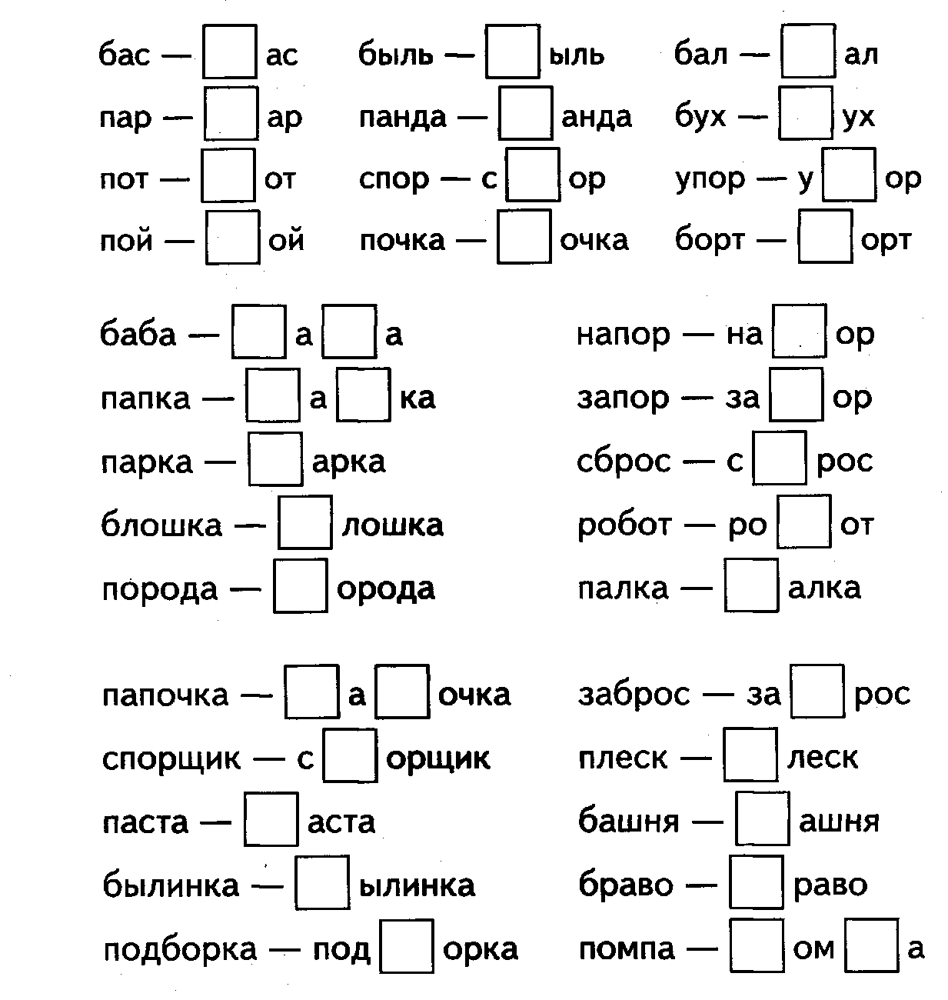 бас — ас быль — ыль бал — ал
пар — ар панда — анда бух — ух
пот — от спор — с ор упор — у ор
пой — ой почка — очка борт — орт
баба — а а напор — на ор
папка — а ка запор — за ор
парка — арка сброс — с рос
блошка — лошка робот — ро от
порода — орода палка — алка
папочка — а очка заброс — за рос
спорщик — с орщик плеск — леск
паста — аста башня — ашня
былинка — ылинка браво — раво
подборка — под орка помпа — ом а